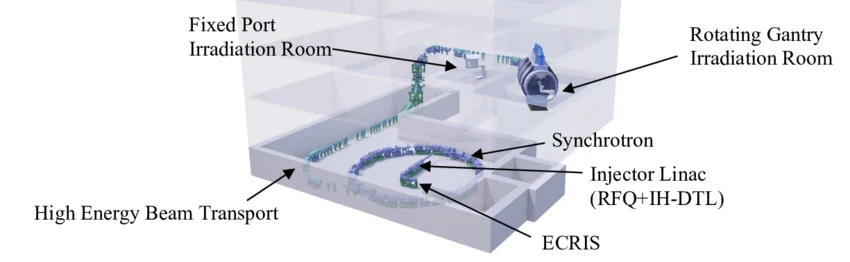 Fixed Port
Irradiation Room
Rotating Gantry
Irradiation Room
Synchrotron
Injector Linac
(RFQ+IH-DTL)
High Energy Beam Transport
ECRIS